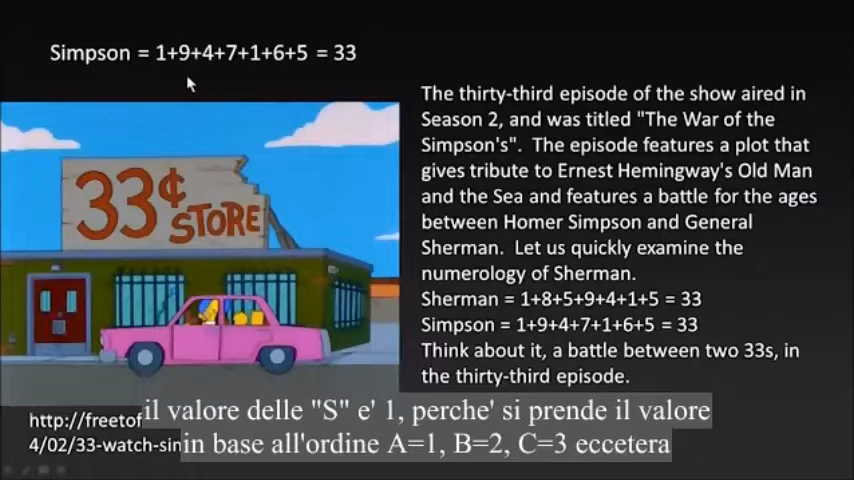 Simpson = 1+9+4+7+1+6+5 = 33
33¢
STORE
The thirty-third episode of the show aired in
Season 2, and was titled "The War of the
Simpson's". The episode features a plot that
gives tribute to Ernest Hemingway's Old Man
and the Sea and features a battle for the ages
between Homer Simpson and General
Sherman. Let us quickly examine the
numerology of Sherman.
Sherman = 1+8+5+9+4+1+5 = 33
Simpson = 1+9+4+7+1+6+5 = 33
Think about it, a battle between two 33s, in
the thirty-third episode.
http://freetof
4/02/33-watch-sin
il valore delle "S" e' 1, perche' si prende il valore
in base all'ordine A=1, B=2, C=3 eccetera